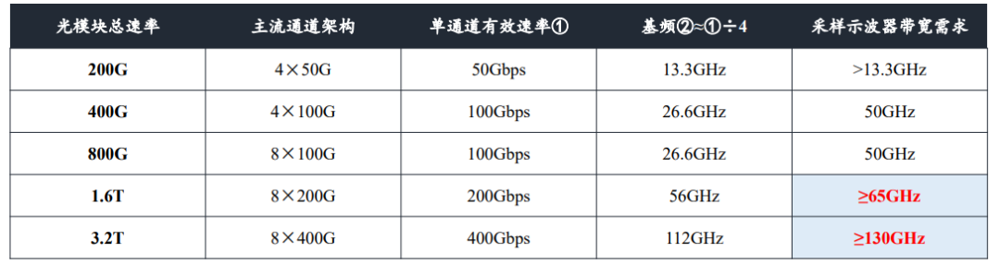 光模块总速率 主流通道架构 单通道有效速率① 基频②≈①÷4 采样示波器带宽需求
200G 4×50G 50Gbps 13.3GHz >13.3GHz
400G 4×100G 100Gbps 26.6GHz 50GHz
800G 8×100G 100Gbps 26.6GHz 50GHz
1.6T 8×200G 200Gbps 56GHz ≥65GHz
3.2T 8×400G 400Gbps 112GHz ≥130GHz